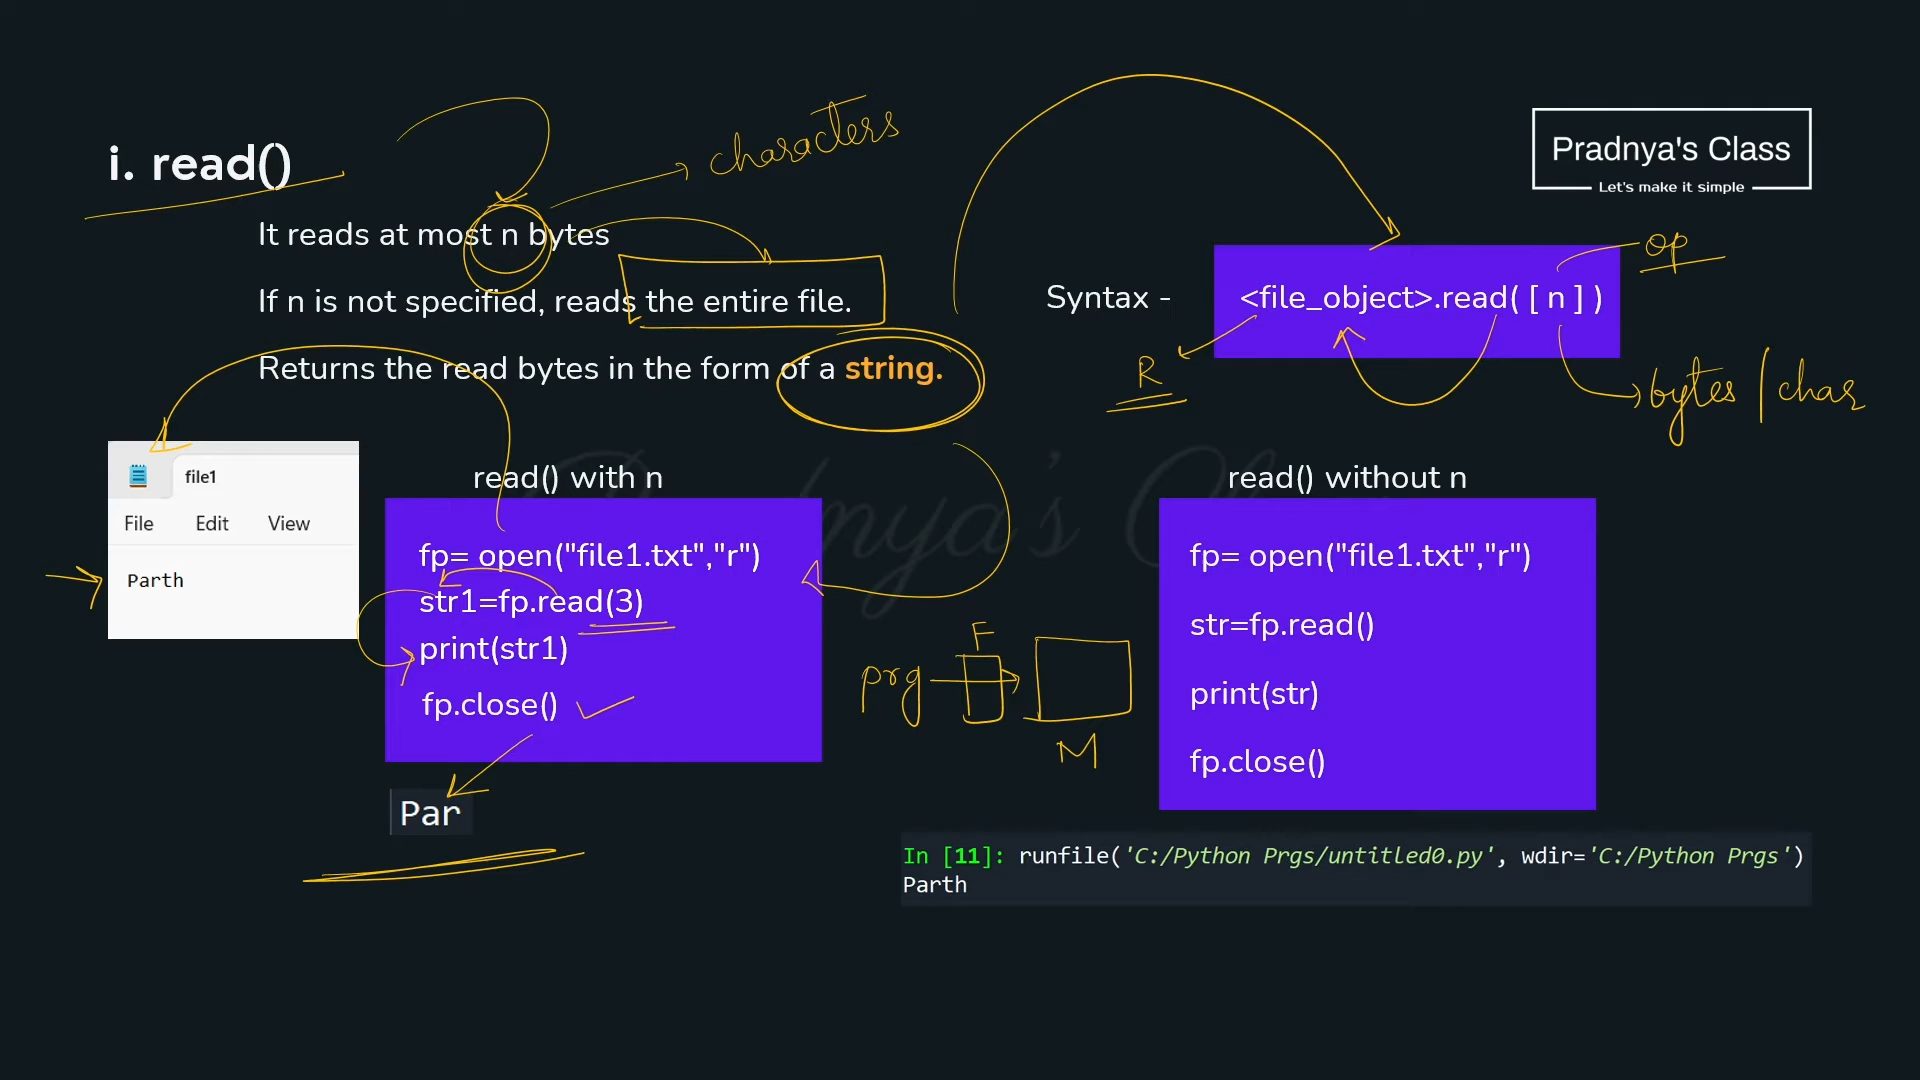 characters
i. read()
Pradnya's Class
Let's make it simple
It reads at most n bytes
op
If n is not specified, reads the entire file.
Syntax - <file_object>.read( [ n ] )
Returns the read bytes in the form of a string.
R
bytes / char
read() with n
read() without n
file1
File Edit View
Parth
fp= open("file1.txt","r")
str1=fp.read(3)
print(str1)
fp.close()
Par
prg
F
M
fp= open("file1.txt","r")
str=fp.read()
print(str)
fp.close()
In [11]: runfile('C:/Python Prgs/untitled0.py', wdir='C:/Python Prgs')
Parth